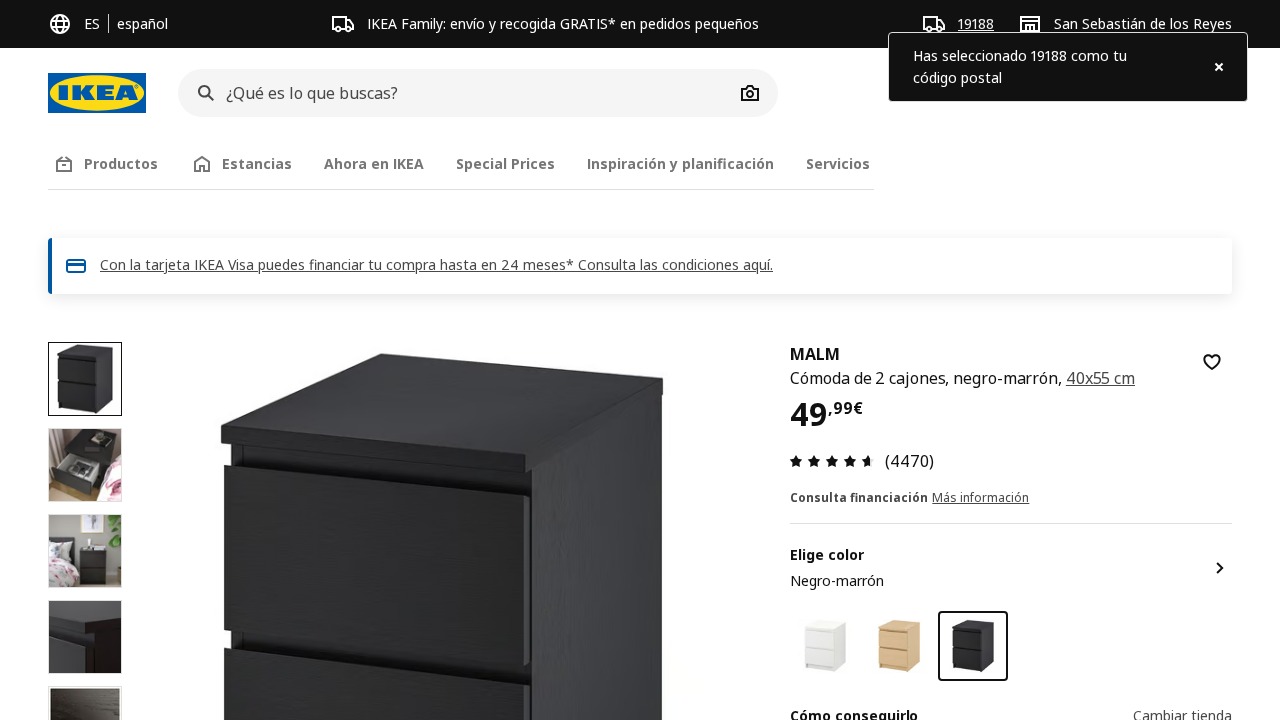 ES
español
IKEA Family: envío y recogida GRATIS* en pedidos pequeños
19188
San Sebastián de los Reyes
Has seleccionado 19188 como tu
código postal
IKEA
¿Qué es lo que buscas?
Productos
Estancias
Ahora en IKEA
Special Prices
Inspiración y planificación
Servicios
Con la tarjeta IKEA Visa puedes financiar tu compra hasta en 24 meses* Consulta las condiciones aquí.
MALM
Cómoda de 2 cajones, negro-marrón, 40x55 cm
49,99€
(4470)
Consulta financiación Más información
Elige color
Negro-marrón
Cómo conseguirlo
Cambiar tienda